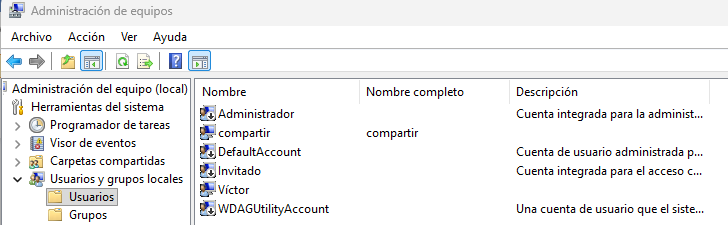 Administración de equipos
Archivo Acción Ver Ayuda
Administración del equipo (local)
Herramientas del sistema
Programador de tareas
Visor de eventos
Carpetas compartidas
Usuarios y grupos locales
Usuarios
Grupos
Nombre Nombre completo Descripción
Administrador Cuenta integrada para la administ...
compartir compartir
DefaultAccount Cuenta de usuario administrada p...
Invitado Cuenta integrada para el acceso c...
Víctor
WDAGUtilityAccount Una cuenta de usuario que el siste...